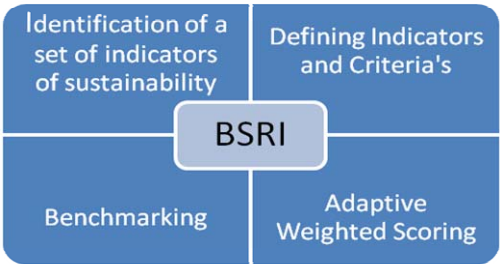 Identification of a
set of indicators
of sustainability
Defining Indicators
and Criteria's
BSRI
Benchmarking
Adaptive
Weighted Scoring